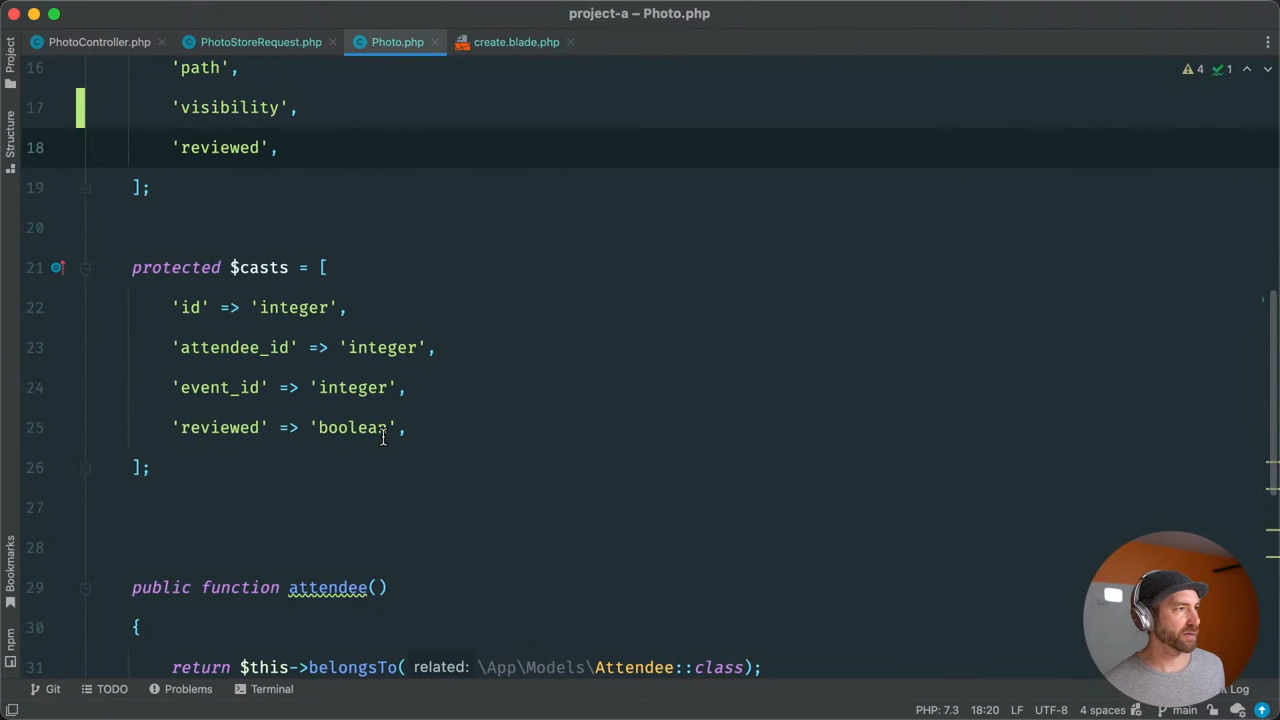 project-a – Photo.php
PhotoController.php
PhotoStoreRequest.php
Photo.php
create.blade.php
Project
Structure
Bookmarks
npm
4
1
16 'path',
17 'visibility',
18 'reviewed',
19 ];
20
21 protected $casts = [
22 'id' => 'integer',
23 'attendee_id' => 'integer',
24 'event_id' => 'integer',
25 'reviewed' => 'boolean',
26 ];
27
28
29 public function attendee()
30 {
31 return $this->belongsTo( related: \App\Models\Attendee::class);
Git
TODO
Problems
Terminal
Log
PHP: 7.3
18:20
LF
UTF-8
4 spaces
main